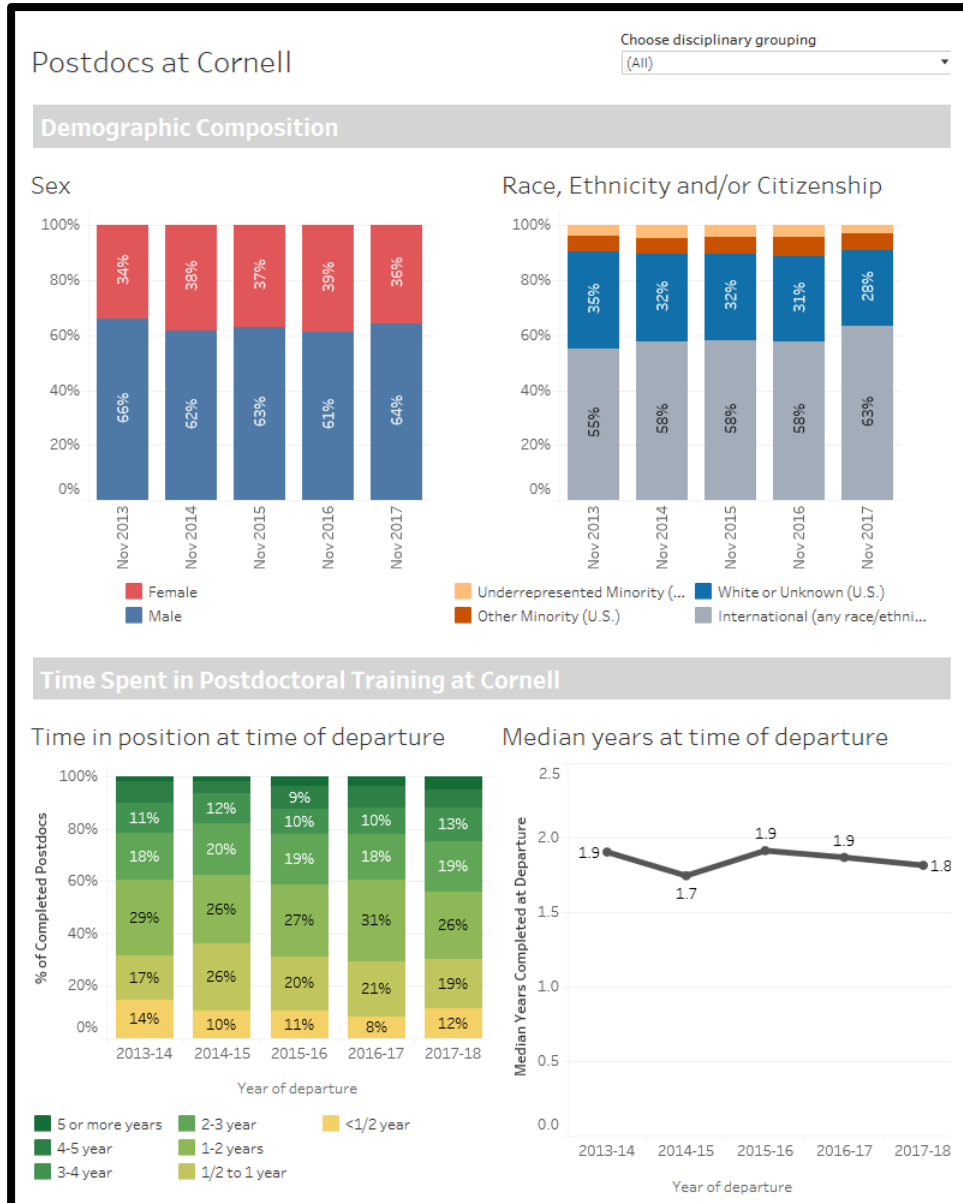 Postdocs at Cornell
Choose disciplinary grouping
(All)
Demographic Composition
Sex
100%
80%
60%
40%
20%
0%
34%
38%
37%
39%
36%
66%
62%
63%
61%
64%
Nov 2013
Nov 2014
Nov 2015
Nov 2016
Nov 2017
Female
Male
Race, Ethnicity and/or Citizenship
100%
80%
60%
40%
20%
0%
35%
32%
32%
31%
28%
55%
58%
58%
58%
63%
Nov 2013
Nov 2014
Nov 2015
Nov 2016
Nov 2017
Underrepresented Minority (...
White or Unknown (U.S.)
Other Minority (U.S.)
International (any race/ethni...
Time Spent in Postdoctoral Training at Cornell
Time in position at time of departure
% of Completed Postdocs
100%
80%
60%
40%
20%
0%
9%
11%
12%
10%
10%
13%
18%
20%
19%
18%
19%
29%
26%
27%
31%
26%
17%
26%
20%
21%
19%
14%
10%
11%
8%
12%
2013-14
2014-15
2015-16
2016-17
2017-18
Year of departure
5 or more years
2-3 year
<1/2 year
4-5 year
1-2 years
3-4 year
1/2 to 1 year
Median years at time of departure
Median Years Completed at Departure
2.5
2.0
1.5
1.0
0.5
0.0
1.9
1.7
1.9
1.9
1.8
2013-14
2014-15
2015-16
2016-17
2017-18
Year of departure